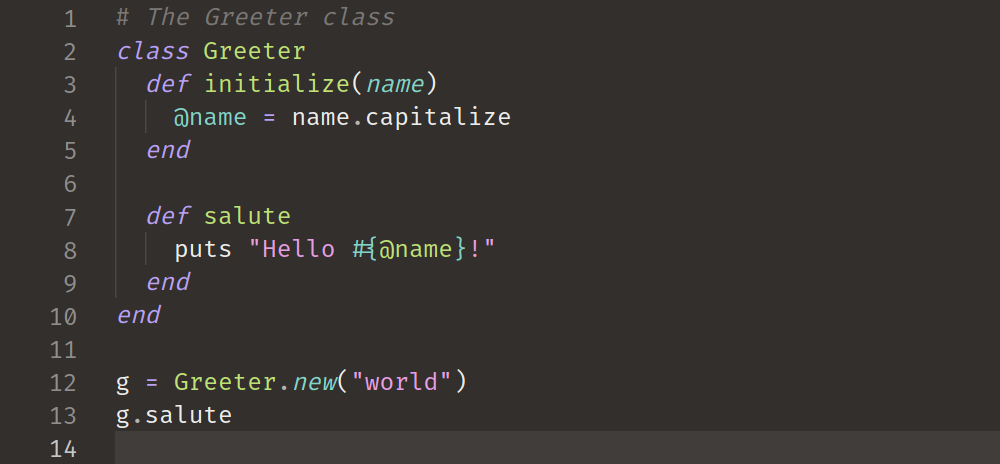 1 # The Greeter class
2 class Greeter
3   def initialize(name)
4     @name = name.capitalize
5   end
6
7   def salute
8     puts "Hello #{@name}!"
9   end
10 end
11
12 g = Greeter.new("world")
13 g.salute
14